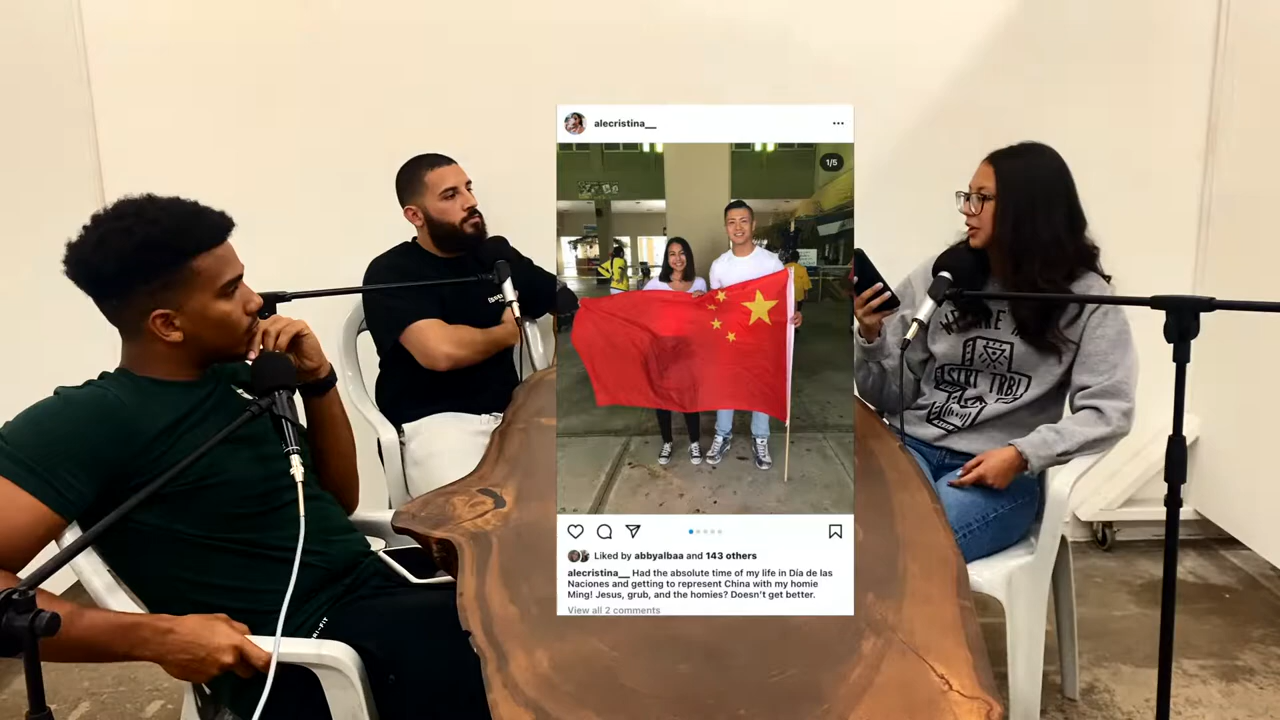 alecristina__
1/5
Liked by abbyalbaa and 143 others
alecristina__ Had the absolute time of my life in Día de las
Naciones and getting to represent China with my homie
Ming! Jesus, grub, and the homies? Doesn't get better.
View all 2 comments
STRT TRBL